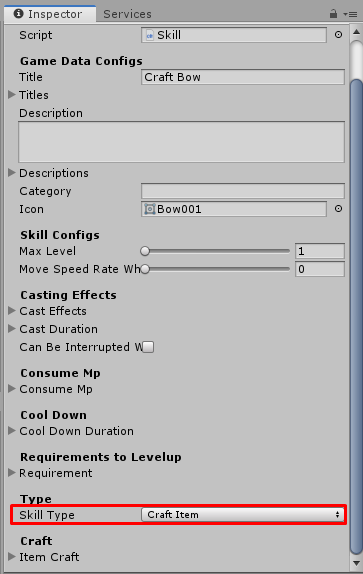 Inspector Services
Script Skill
Game Data Configs
Title Craft Bow
Titles
Description
Descriptions
Category
Icon Bow001
Skill Configs
Max Level 1
Move Speed Rate Wh 0
Casting Effects
Cast Effects
Cast Duration
Can Be Interrupted W
Consume Mp
Consume Mp
Cool Down
Cool Down Duration
Requirements to Levelup
Requirement
Type
Skill Type Craft Item
Craft
Item Craft